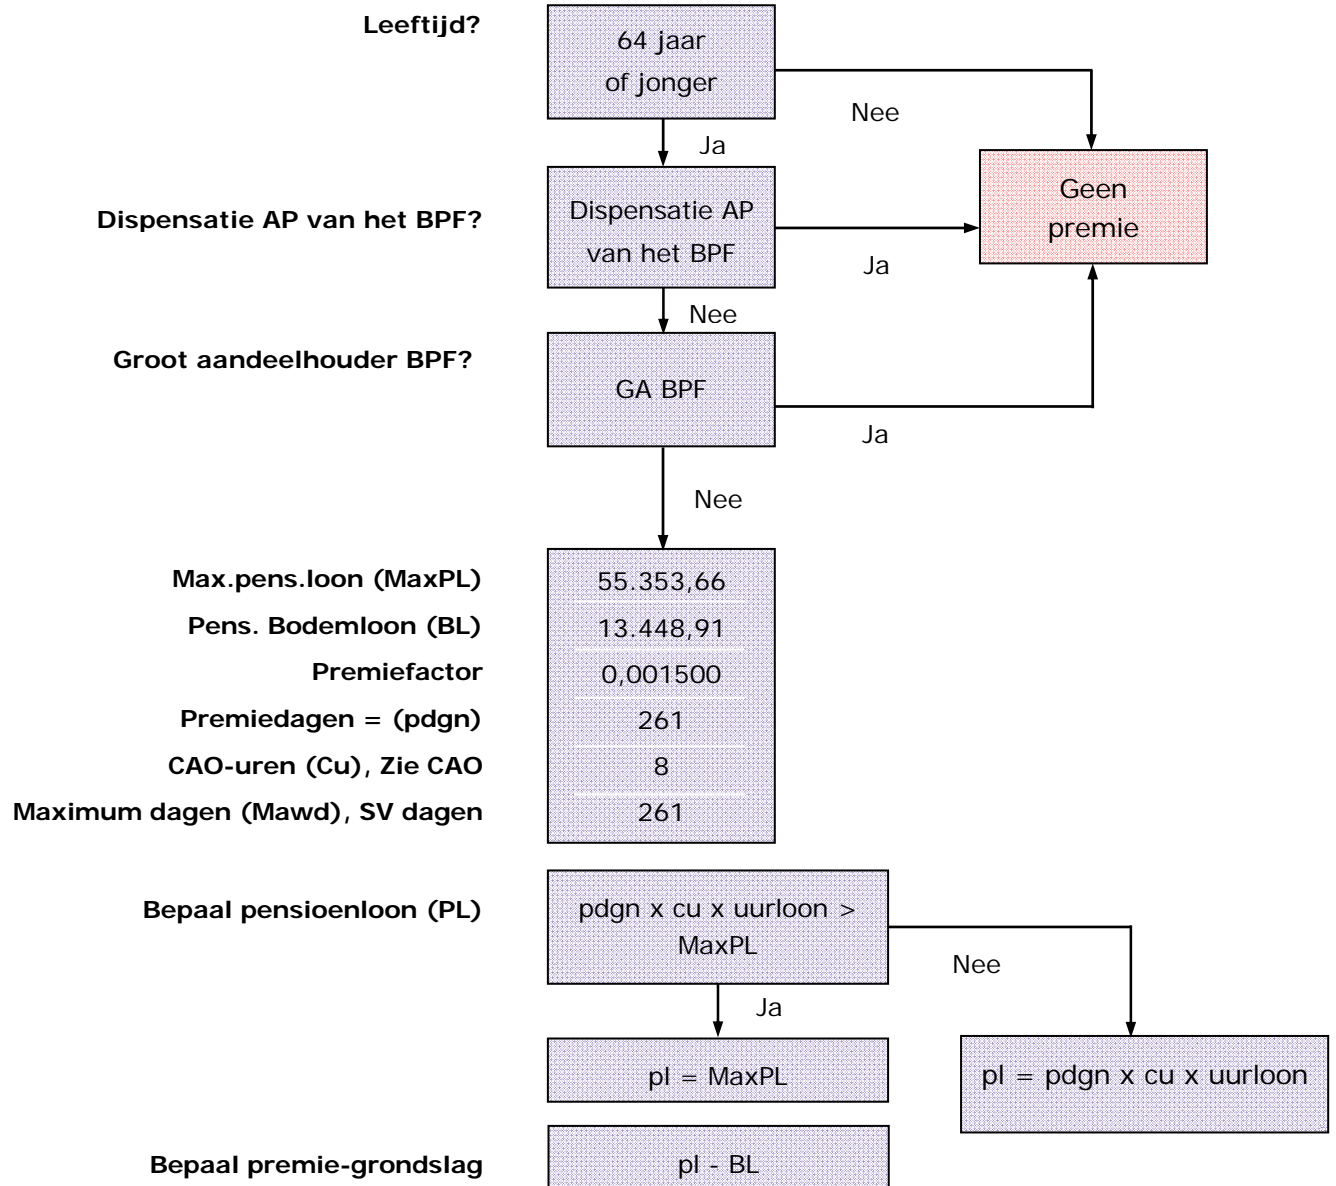 Leeftijd?
64 jaar
of jonger
Nee
Ja
Dispensatie AP van het BPF?
Dispensatie AP
van het BPF
Geen
premie
Ja
Nee
Groot aandeelhouder BPF?
GA BPF
Ja
Nee
Max.pens.loon (MaxPL)
55.353,66
Pens. Bodemloon (BL)
13.448,91
Premiefactor
0,001500
Premiedagen = (pdgn)
261
CAO-uren (Cu), Zie CAO
8
Maximum dagen (Mawd), SV dagen
261
Bepaal pensioenloon (PL)
pdgn x cu x uurloon >
MaxPL
Nee
Ja
pl = MaxPL
pl = pdgn x cu x uurloon
Bepaal premie-grondslag
pl - BL